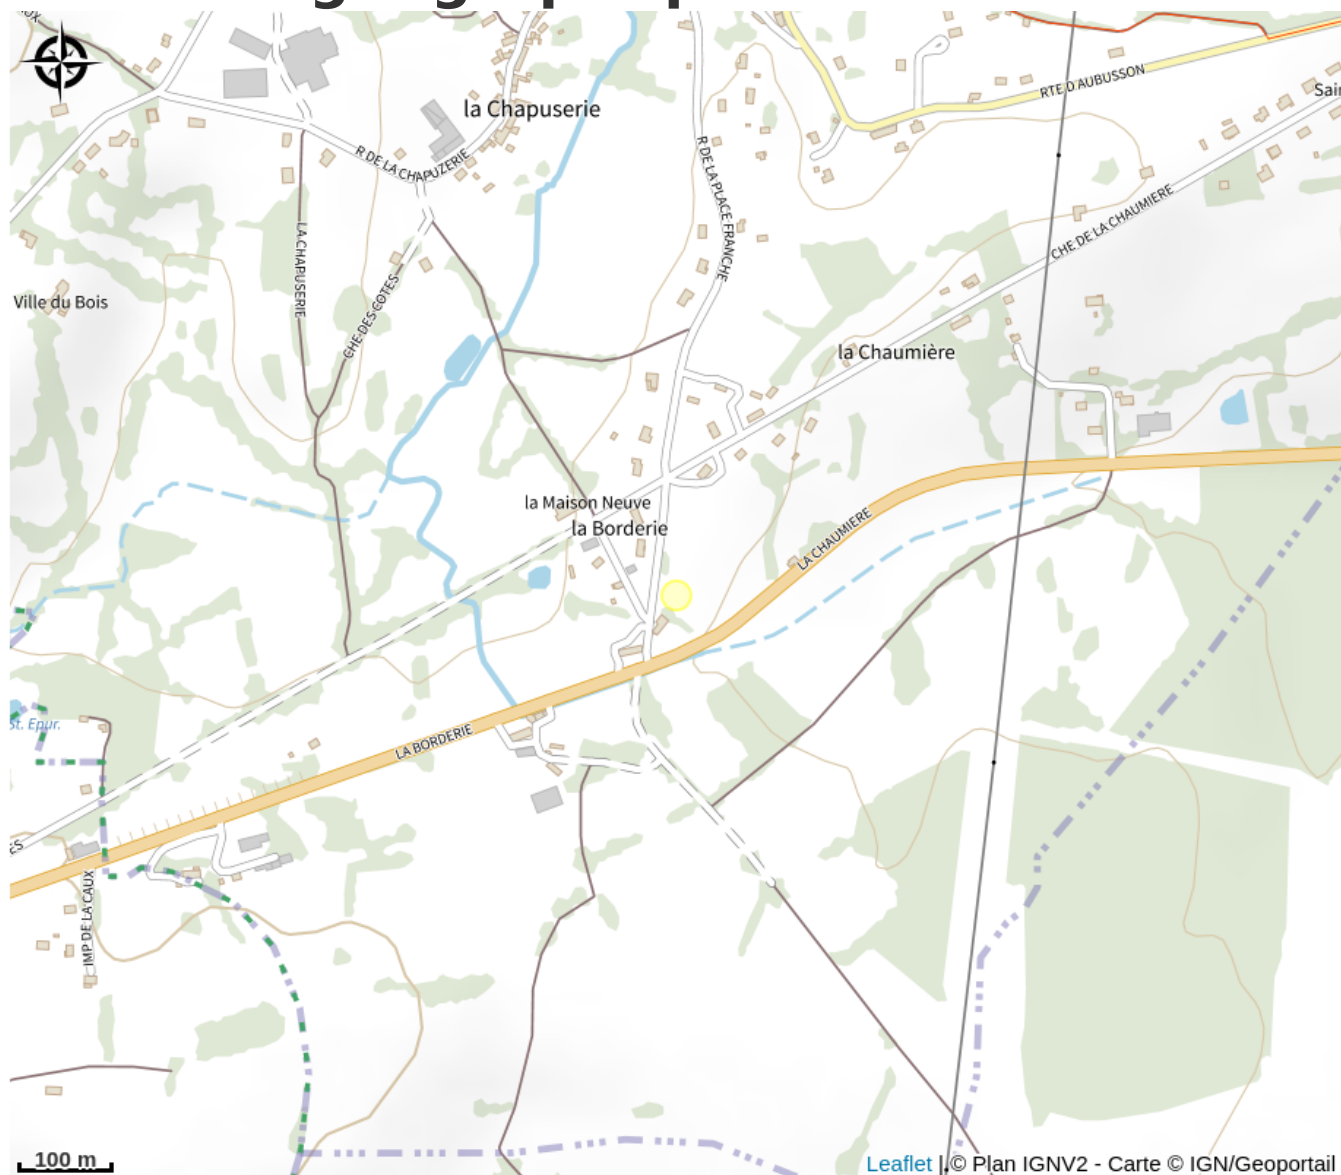 la Chapuserie
RTE D'AUBUSSON
R DE LA CHAPUZERIE
R DE LA PLACE FRANCHE
CHE DE LA CHAUMIERE
LA CHAPUSERIE
CHE DES COTES
Ville du Bois
la Chaumière
la Maison Neuve
la Borderie
LA CHAUMIERE
St. Epur.
LA BORDERIE
IMP DE LA CAUX
100 m
Leaflet | © Plan IGNV2 - Carte © IGN/Geoportail